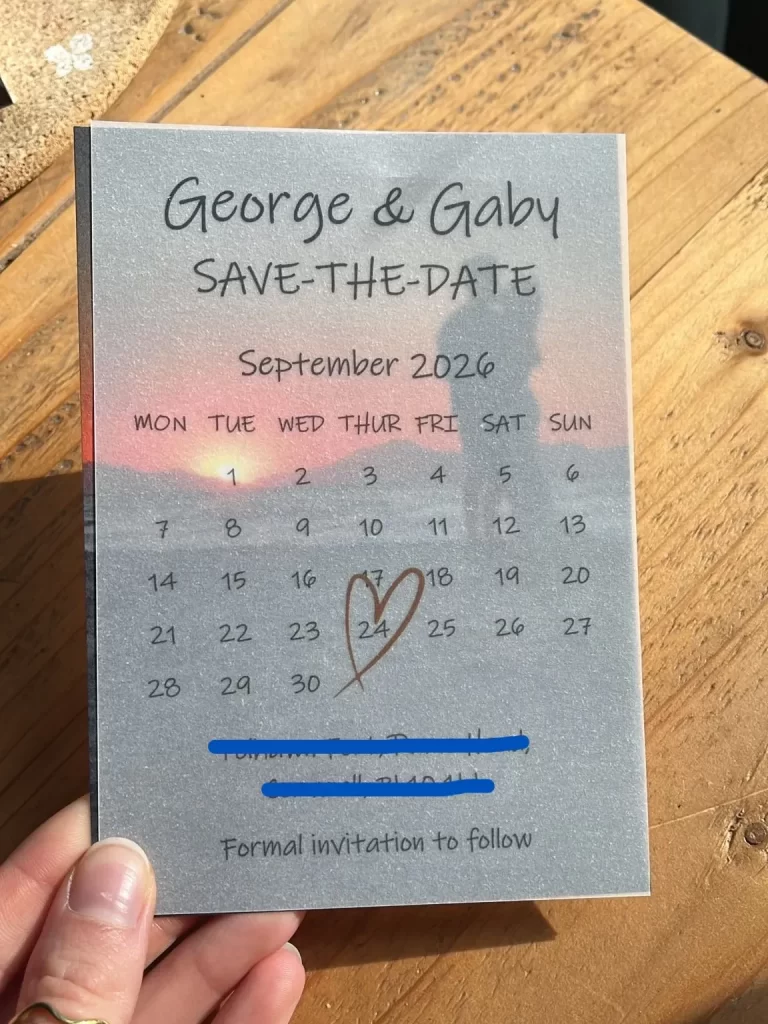 George & Gaby
SAVE-THE-DATE
September 2026
MON TUE WED THUR FRI SAT SUN
1 2 3 4 5 6
7 8 9 10 11 12 13
14 15 16 17 18 19 20
21 22 23 24 25 26 27
28 29 30
Formal invitation to follow